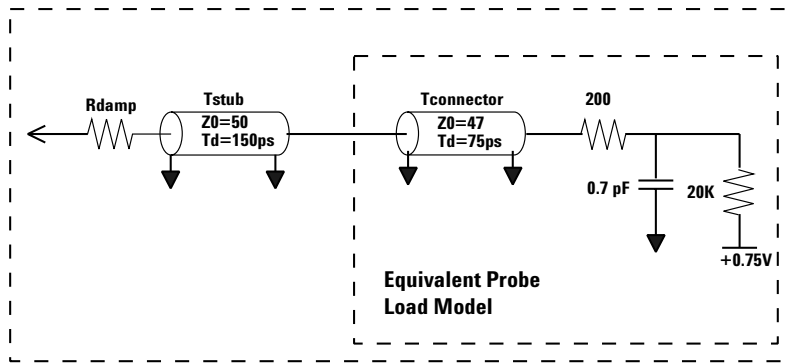 Rdamp
Tstub
Z0=50
Td=150ps
Tconnector
Z0=47
Td=75ps
200
0.7 pF
20K
+0.75V
Equivalent Probe
Load Model